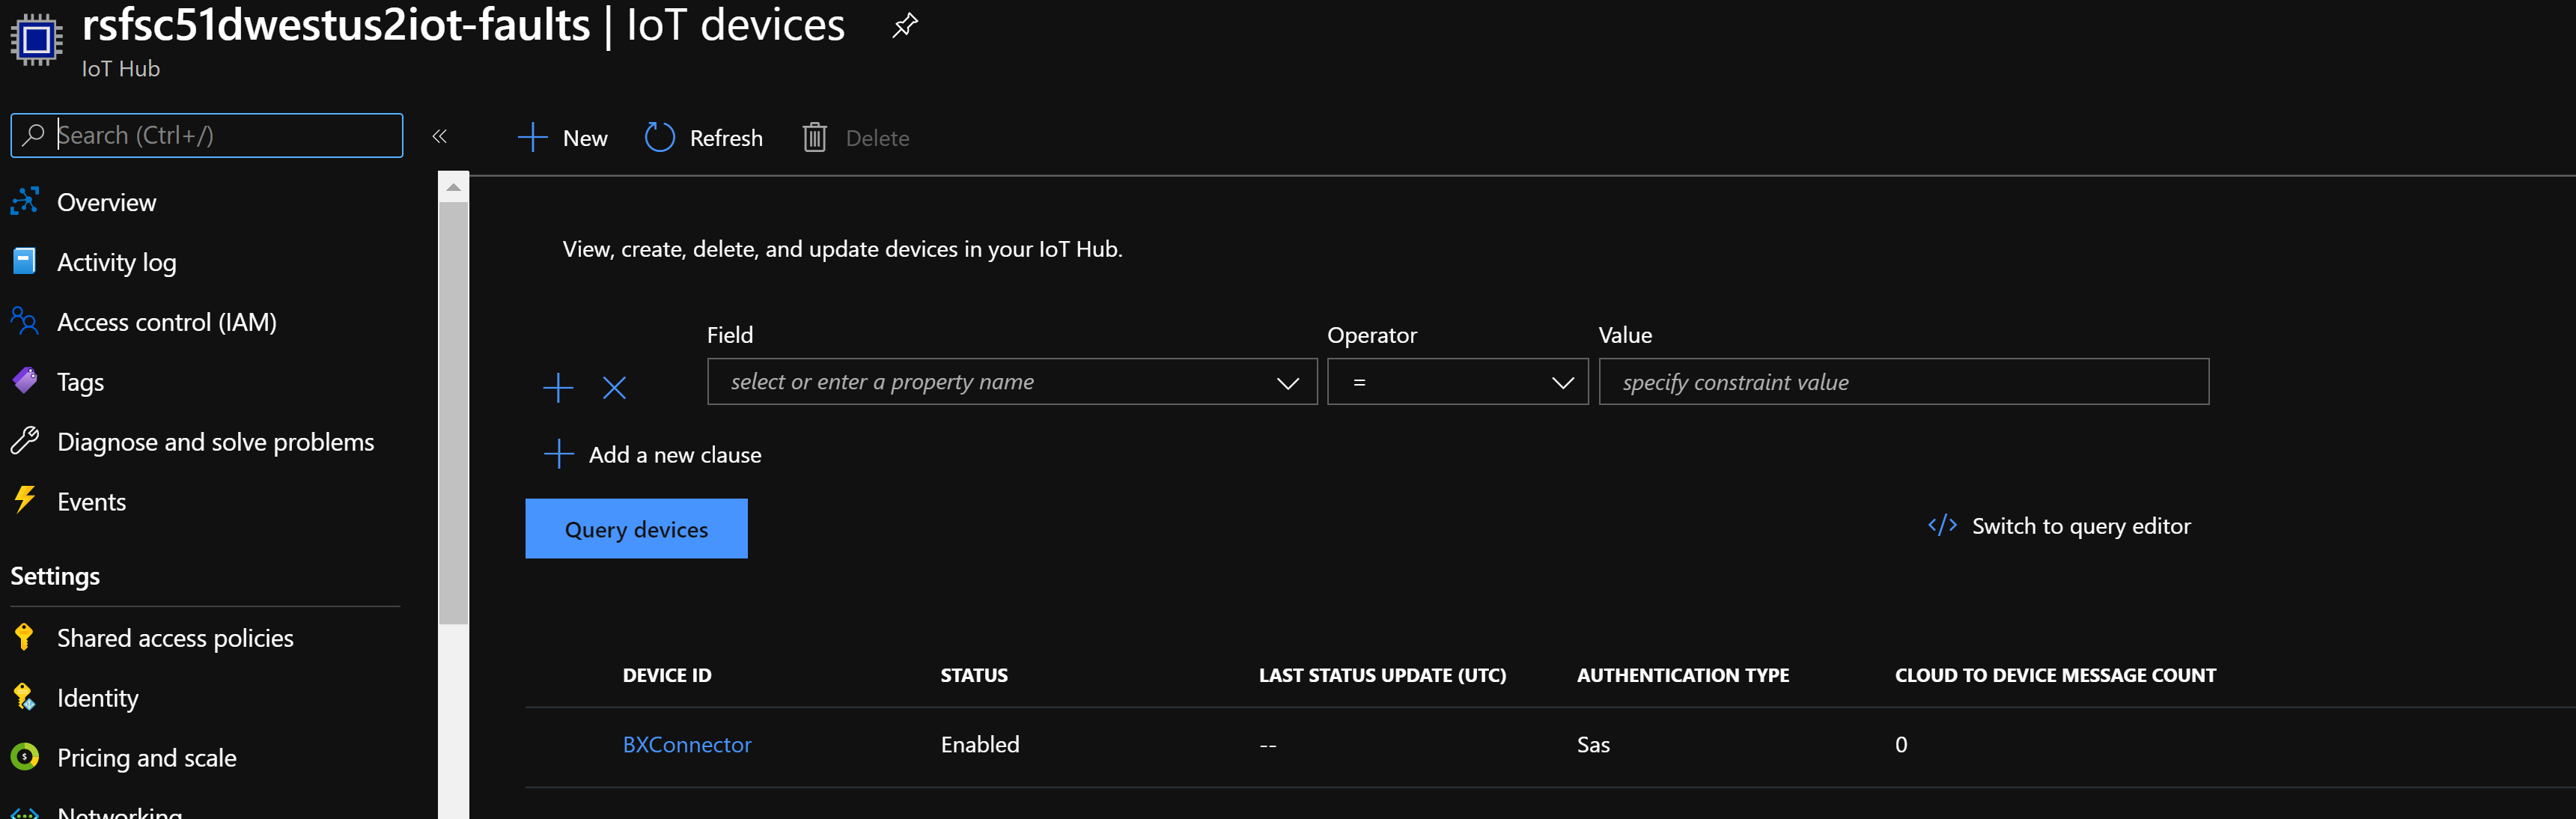 rsfsc51dwestus2iot-faults | IoT devices
IoT Hub
Search (Ctrl+/)
New Refresh Delete
Overview
Activity log
Access control (IAM)
Tags
Diagnose and solve problems
Events
Settings
Shared access policies
Identity
Pricing and scale
Networking
View, create, delete, and update devices in your IoT Hub.
Field Operator Value
select or enter a property name = specify constraint value
Add a new clause
Query devices
</> Switch to query editor
DEVICE ID STATUS LAST STATUS UPDATE (UTC) AUTHENTICATION TYPE CLOUD TO DEVICE MESSAGE COUNT
BXConnector Enabled -- Sas 0